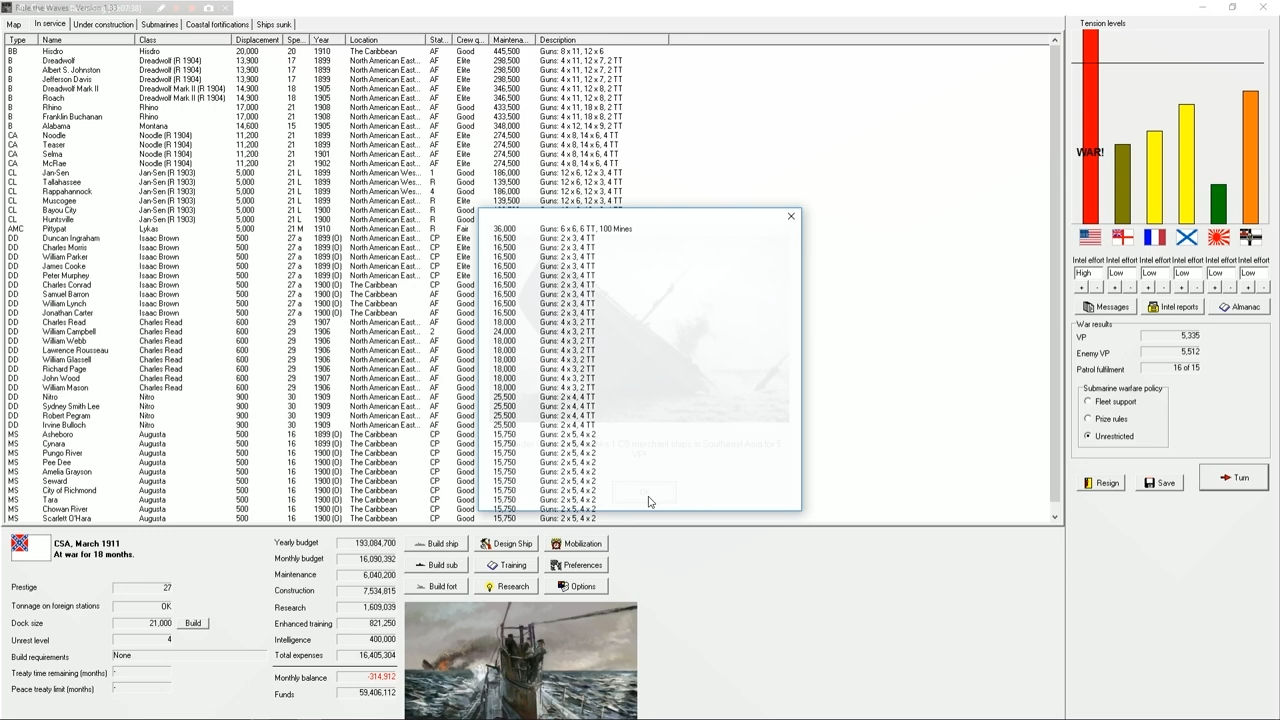 Rule the Waves - Version 1.33
Map In service Under construction Submarines Coastal fortifications Ships sunk
Type Name Class Displacement Spe... Year Location Stat... Crew q... Maintena... Description
BB Hisdro Hisdro 20,000 20 1910 The Caribbean AF Good 445,500 Guns: 8 x 11, 12 x 6
B Dreadwolf Dreadwolf (R 1904) 13,900 17 1899 North American East... AF Elite 298,500 Guns: 4 x 11, 12 x 7, 2 TT
B Albert S. Johnston Dreadwolf (R 1904) 13,900 17 1899 North American East... AF Elite 298,500 Guns: 4 x 11, 12 x 7, 2 TT
B Jefferson Davis Dreadwolf (R 1904) 13,900 17 1899 North American East... AF Elite 298,500 Guns: 4 x 11, 12 x 7, 2 TT
B Dreadwolf Mark II Dreadwolf Mark II (R 1904) 14,900 18 1905 North American East... AF Elite 346,500 Guns: 4 x 11, 12 x 8, 2 TT
B Roach Dreadwolf Mark II (R 1904) 14,900 18 1905 North American East... AF Elite 346,500 Guns: 4 x 11, 12 x 8, 2 TT
B Rhino Rhino 17,000 21 1908 North American East... AF Good 433,500 Guns: 4 x 11, 18 x 8, 2 TT
B Franklin Buchanan Rhino 17,000 21 1908 North American East... AF Good 433,500 Guns: 4 x 11, 18 x 8, 2 TT
B Alabama Montana 14,600 15 1905 North American East... AF Good 348,000 Guns: 4 x 12, 14 x 9, 2 TT
CA Noodle Noodle (R 1904) 11,200 21 1899 North American East... AF Elite 274,500 Guns: 4 x 8, 14 x 6, 4 TT
CA Teaser Noodle (R 1904) 11,200 21 1899 North American East... AF Elite 274,500 Guns: 4 x 8, 14 x 6, 4 TT
CA Selma Noodle (R 1904) 11,200 21 1901 North American East... AF Elite 274,500 Guns: 4 x 8, 14 x 6, 4 TT
CA McRae Noodle (R 1904) 11,200 21 1902 North American East... AF Elite 274,500 Guns: 4 x 8, 14 x 6, 4 TT
CL Jan-Sen Jan-Sen (R 1903) 5,000 21 L 1899 North American Wes... 1 Good 186,000 Guns: 12 x 6, 12 x 3, 4 TT
CL Tallahassee Jan-Sen (R 1903) 5,000 21 L 1899 North American Wes... R Good 139,500 Guns: 12 x 6, 12 x 3, 4 TT
CL Rappahannock Jan-Sen (R 1903) 5,000 21 L 1899 North American Wes... 4 Good 186,000 Guns: 12 x 6, 12 x 3, 4 TT
CL Muscogee Jan-Sen (R 1903) 5,000 21 L 1899 North American East... R Elite 139,500 Guns: 12 x 6, 12 x 3, 4 TT
CL Bayou City Jan-Sen (R 1903) 5,000 21 L 1900 North American East... R Good
CL Huntsville Jan-Sen (R 1903) 5,000 21 L 1900 North American East... R Good
AMC Pittypat Lykas 5,000 21 M 1910 North American East... R Fair 36,000 Guns: 6 x 6, 6 TT, 100 Mines
DD Duncan Ingraham Isaac Brown 500 27 a 1899 (O) North American East... CP Elite 16,500 Guns: 2 x 3, 4 TT
DD Charles Morris Isaac Brown 500 27 a 1899 (O) North American East... CP Elite 16,500 Guns: 2 x 3, 4 TT
DD William Parker Isaac Brown 500 27 a 1899 (O) North American East... CP Elite 16,500 Guns: 2 x 3, 4 TT
DD James Cooke Isaac Brown 500 27 a 1899 (O) North American East... CP Elite 16,500 Guns: 2 x 3, 4 TT
DD Peter Murphey Isaac Brown 500 27 a 1899 (O) North American East... CP Elite 16,500 Guns: 2 x 3, 4 TT
DD Charles Conrad Isaac Brown 500 27 a 1900 (O) The Caribbean CP Good 16,500 Guns: 2 x 3, 4 TT
DD Samuel Barron Isaac Brown 500 27 a 1900 (O) The Caribbean CP Good 16,500 Guns: 2 x 3, 4 TT
DD William Lynch Isaac Brown 500 27 a 1900 (O) The Caribbean CP Good 16,500 Guns: 2 x 3, 4 TT
DD Jonathan Carter Isaac Brown 500 27 a 1900 (O) The Caribbean CP Good 16,500 Guns: 2 x 3, 4 TT
DD Charles Read Charles Read 600 29 1907 North American East... AF Good 18,000 Guns: 4 x 3, 2 TT
DD William Campbell Charles Read 600 29 1906 North American East... 2 Good 24,000 Guns: 4 x 3, 2 TT
DD William Webb Charles Read 600 29 1906 North American East... AF Good 18,000 Guns: 4 x 3, 2 TT
DD Lawrence Rousseau Charles Read 600 29 1906 North American East... AF Good 18,000 Guns: 4 x 3, 2 TT
DD William Glassell Charles Read 600 29 1906 North American East... AF Good 18,000 Guns: 4 x 3, 2 TT
DD Richard Page Charles Read 600 29 1906 North American East... AF Good 18,000 Guns: 4 x 3, 2 TT
DD John Wood Charles Read 600 29 1907 North American East... AF Good 18,000 Guns: 4 x 3, 2 TT
DD William Mason Charles Read 600 29 1906 North American East... AF Good 18,000 Guns: 4 x 3, 2 TT
DD Nitro Nitro 900 30 1909 North American East... AF Good 25,500 Guns: 2 x 4, 4 TT
DD Sydney Smith Lee Nitro 900 30 1909 North American East... AF Good 25,500 Guns: 2 x 4, 4 TT
DD Robert Pegram Nitro 900 30 1909 North American East... AF Good 25,500 Guns: 2 x 4, 4 TT
DD Irvine Bulloch Nitro 900 30 1909 North American East... AF Good 25,500 Guns: 2 x 4, 4 TT
MS Asheboro Augusta 500 16 1899 (O) The Caribbean CP Good 15,750 Guns: 2 x 5, 4 x 2
MS Cynara Augusta 500 16 1899 (O) The Caribbean CP Good 15,750 Guns: 2 x 5, 4 x 2
MS Pungo River Augusta 500 16 1900 (O) The Caribbean CP Good 15,750 Guns: 2 x 5, 4 x 2
MS Pee Dee Augusta 500 16 1900 (O) The Caribbean CP Good 15,750 Guns: 2 x 5, 4 x 2
MS Amelia Grayson Augusta 500 16 1900 (O) The Caribbean CP Good 15,750 Guns: 2 x 5, 4 x 2
MS Seward Augusta 500 16 1900 (O) The Caribbean CP Good 15,750 Guns: 2 x 5, 4 x 2
MS City of Richmond Augusta 500 16 1900 (O) The Caribbean CP Good 15,750 Guns: 2 x 5, 4 x 2
MS Tara Augusta 500 16 1900 (O) The Caribbean CP Good 15,750 Guns: 2 x 5, 4 x 2
MS Chowan River Augusta 500 16 1900 (O) The Caribbean CP Good 15,750 Guns: 2 x 5, 4 x 2
MS Scarlett O'Hara Augusta 500 16 1900 (O) The Caribbean CP Good 15,750 Guns: 2 x 5, 4 x 2
Tension levels
WAR!
Intel effort Intel effort Intel effort Intel effort Intel effort Intel effort
High Low Low Low Low Low
+ - + - + - + - + - + -
Messages Intel reports Almanac
War results
VP 5,335
Enemy VP 5,512
Patrol fulfilment 16 of 15
Submarine warfare policy
Fleet support
Prize rules
Unrestricted
Resign Save Turn
CSA, March 1911
At war for 18 months.
Prestige 27
Tonnage on foreign stations OK
Dock size 21,000 Build
Unrest level 4
Build requirements None
Treaty time remaining (months) -
Peace treaty limit (months) -
Yearly budget 193,084,700
Monthly budget 16,090,392
Maintenance 6,040,200
Construction 7,534,815
Research 1,609,039
Enhanced training 821,250
Intelligence 400,000
Total expenses 16,405,304
Monthly balance -314,912
Funds 59,406,112
Build ship Design Ship Mobilization
Build sub Training Preferences
Build fort Research Options